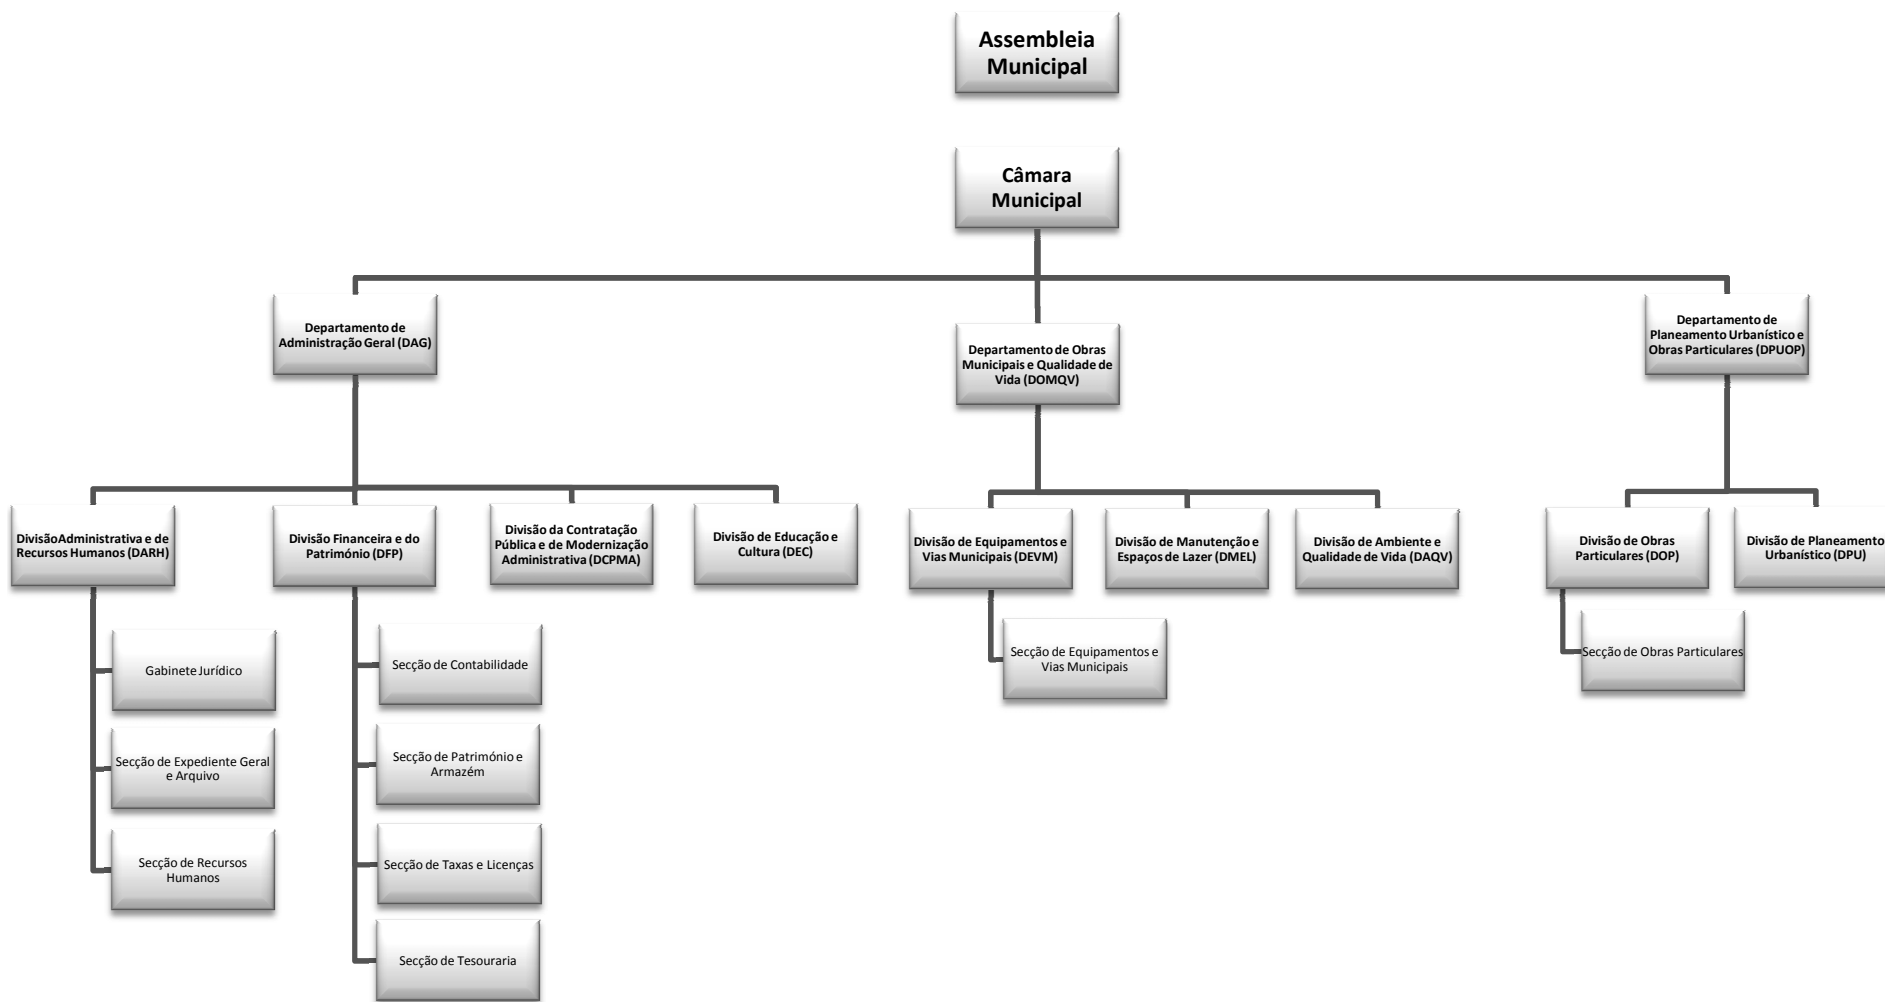 Assembleia
Municipal
Câmara
Municipal
Departamento de
Administração Geral (DAG)
Departamento de Obras
Municipais e Qualidade de
Vida (DOMQV)
Departamento de
Planeamento Urbanístico e
Obras Particulares (DPUOP)
DivisãoAdministrativa e de
Recursos Humanos (DARH)
Divisão Financeira e do
Património (DFP)
Divisão da Contratação
Pública e de Modernização
Administrativa (DCPMA)
Divisão de Educação e
Cultura (DEC)
Divisão de Equipamentos e
Vias Municipais (DEVM)
Divisão de Manutenção e
Espaços de Lazer (DMEL)
Divisão de Ambiente e
Qualidade de Vida (DAQV)
Divisão de Obras
Particulares (DOP)
Divisão de Planeamento
Urbanístico (DPU)
Gabinete Jurídico
Secção de Expediente Geral
e Arquivo
Secção de Recursos
Humanos
Secção de Contabilidade
Secção de Património e
Armazém
Secção de Taxas e Licenças
Secção de Tesouraria
Secção de Equipamentos e
Vias Municipais
Secção de Obras Particulares